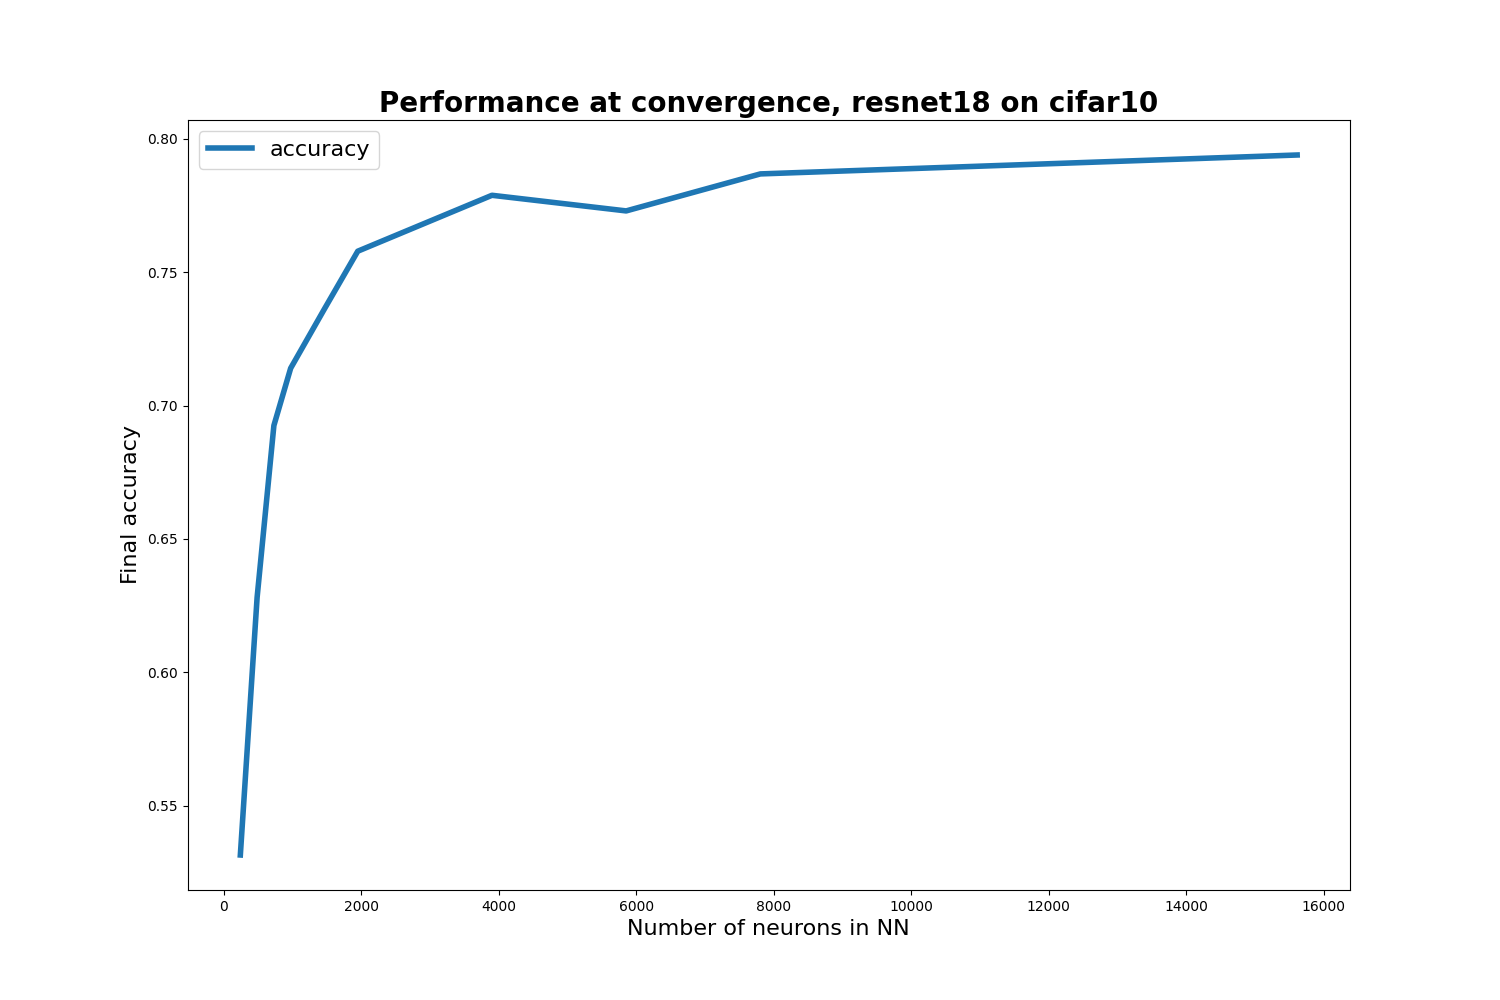 Performance at convergence, resnet18 on cifar10
accuracy
0.80
0.75
0.70
0.65
0.60
0.55
Final accuracy
0 2000 4000 6000 8000 10000 12000 14000 16000
Number of neurons in NN